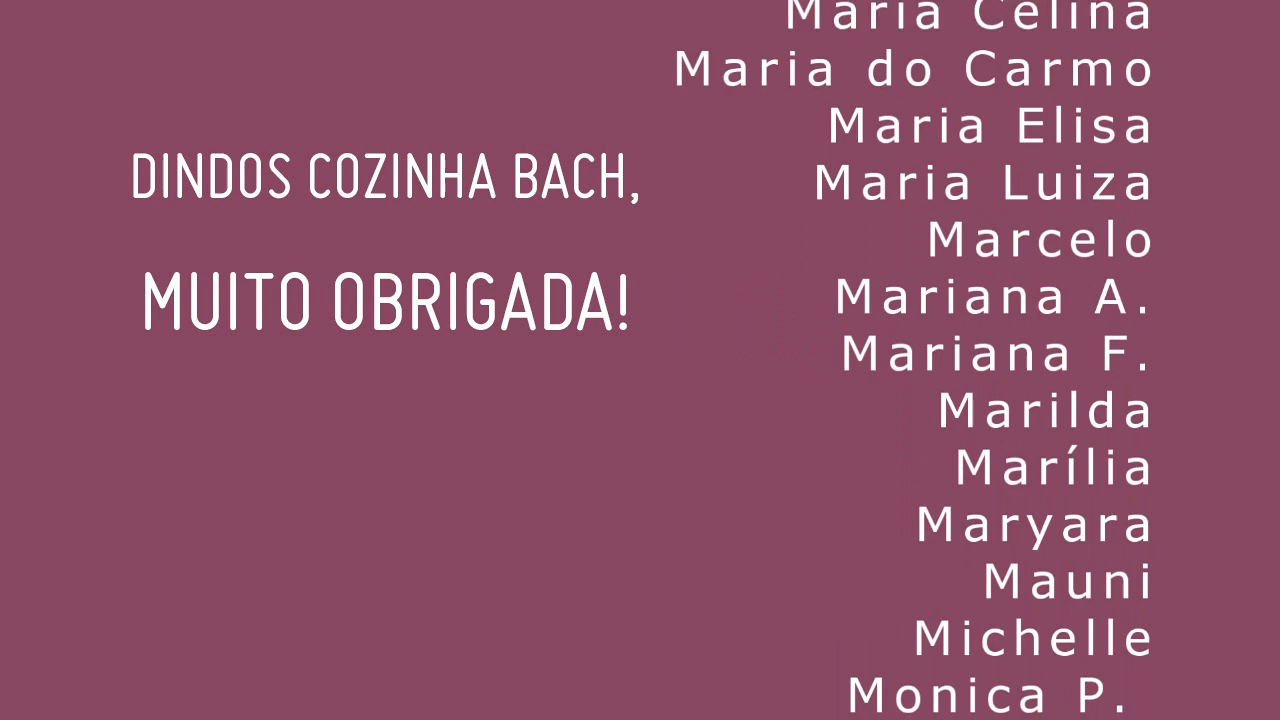 DINDOS COZINHA BACH,
MUITO OBRIGADA!
Maria Celina
Maria do Carmo
Maria Elisa
Maria Luiza
Marcelo
Mariana A.
Mariana F.
Marilda
Marília
Maryara
Mauni
Michelle
Monica P.